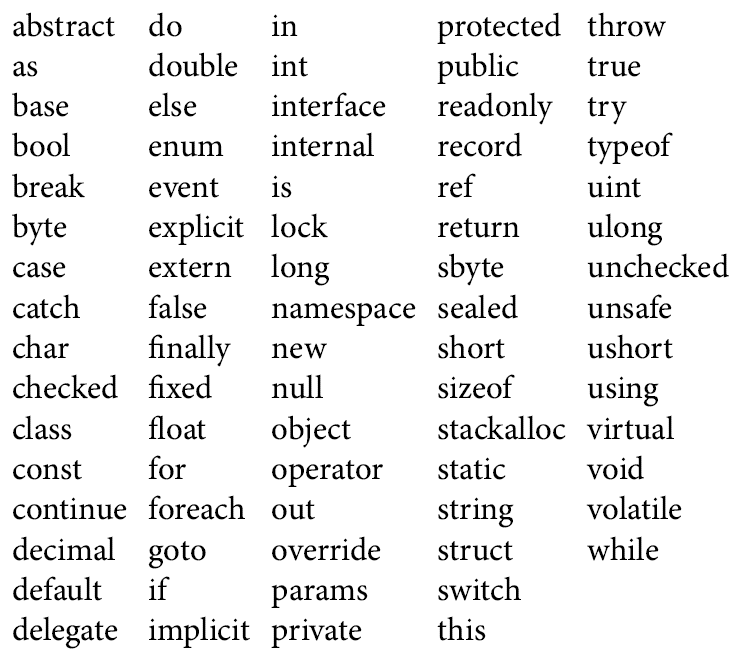 abstract do in protected throw
as double int public true
base else interface readonly try
bool enum internal record typeof
break event is ref uint
byte explicit lock return ulong
case extern long sbyte unchecked
catch false namespace sealed unsafe
char finally new short ushort
checked fixed null sizeof using
class float object stackalloc virtual
const for operator static void
continue foreach out string volatile
decimal goto override struct while
default if params switch
delegate implicit private this